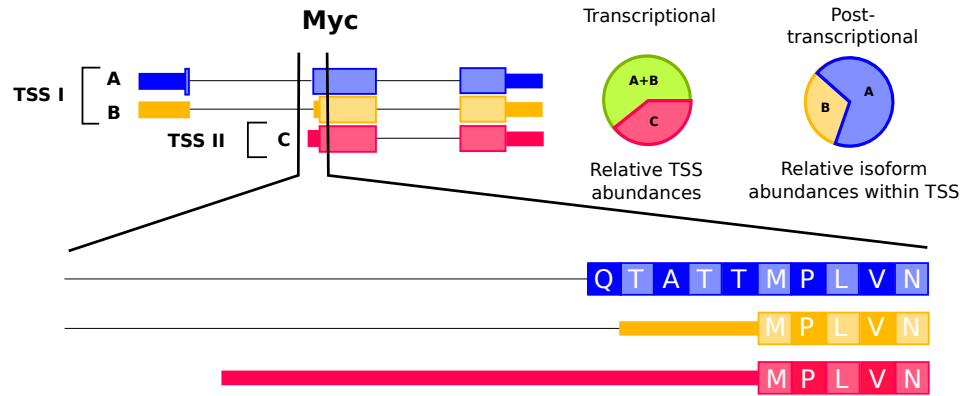 Myc
TSS I
A
B
TSS II
C
Transcriptional
A+B
C
Relative TSS
abundances
Post-
transcriptional
A
B
Relative isoform
abundances within TSS
Q T A T T M P L V N
M P L V N
M P L V N